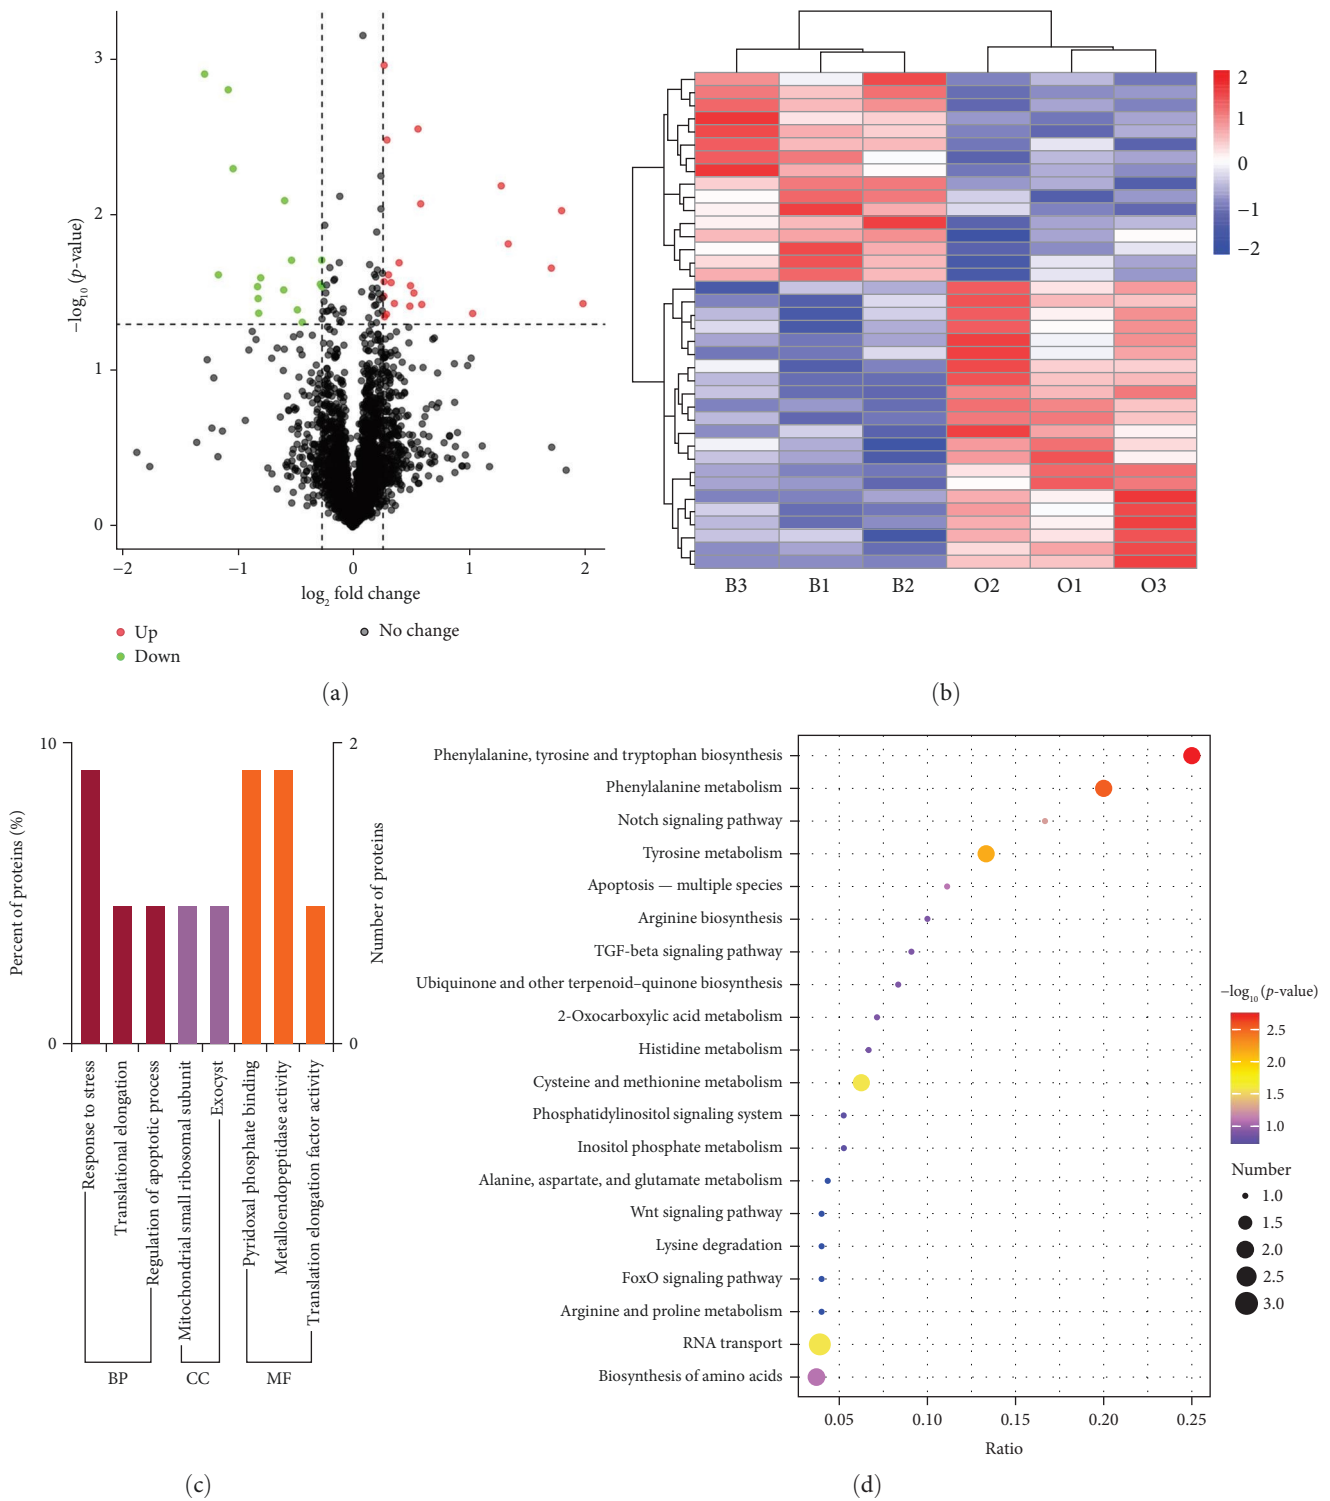 3
2
1
0
−log10 (p-value)
−2
−1
0
1
2
log2 fold change
Up
Down
No change
(a)
2
1
0
−1
−2
B3
B1
B2
O2
O1
O3
(b)
10
0
Percent of proteins (%)
2
0
Number of proteins
Response to stress
Translational elongation
Regulation of apoptotic process
Mitochondrial small ribosomal subunit
Exocyst
Pyridoxal phosphate binding
Metalloendopeptidase activity
Translation elongation factor activity
BP
CC
MF
(c)
Phenylalanine, tyrosine and tryptophan biosynthesis
Phenylalanine metabolism
Notch signaling pathway
Tyrosine metabolism
Apoptosis — multiple species
Arginine biosynthesis
TGF-beta signaling pathway
Ubiquinone and other terpenoid–quinone biosynthesis
2-Oxocarboxylic acid metabolism
Histidine metabolism
Cysteine and methionine metabolism
Phosphatidylinositol signaling system
Inositol phosphate metabolism
Alanine, aspartate, and glutamate metabolism
Wnt signaling pathway
Lysine degradation
FoxO signaling pathway
Arginine and proline metabolism
RNA transport
Biosynthesis of amino acids
0.05
0.10
0.15
0.20
0.25
Ratio
−log10 (p-value)
2.5
2.0
1.5
1.0
Number
1.0
1.5
2.0
2.5
3.0
(d)